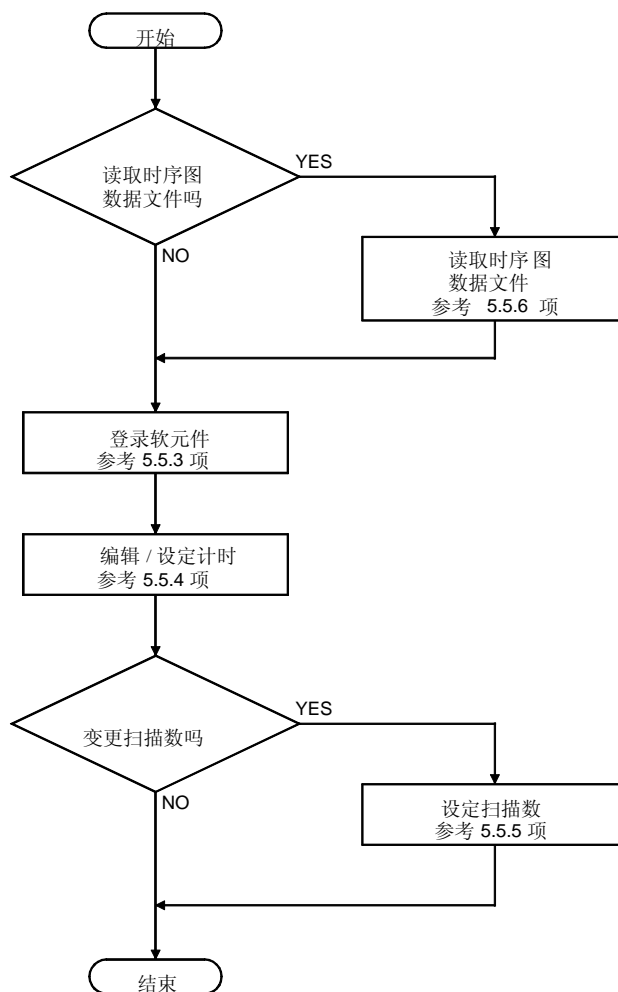 开始
读取时序图
数据文件吗
YES
NO
读取时序图
数据文件
参考 5.5.6 项
登录软元件
参考 5.5.3 项
编辑 / 设定计时
参考 5.5.4 项
变更扫描数吗
YES
NO
设定扫描数
参考 5.5.5 项
结束